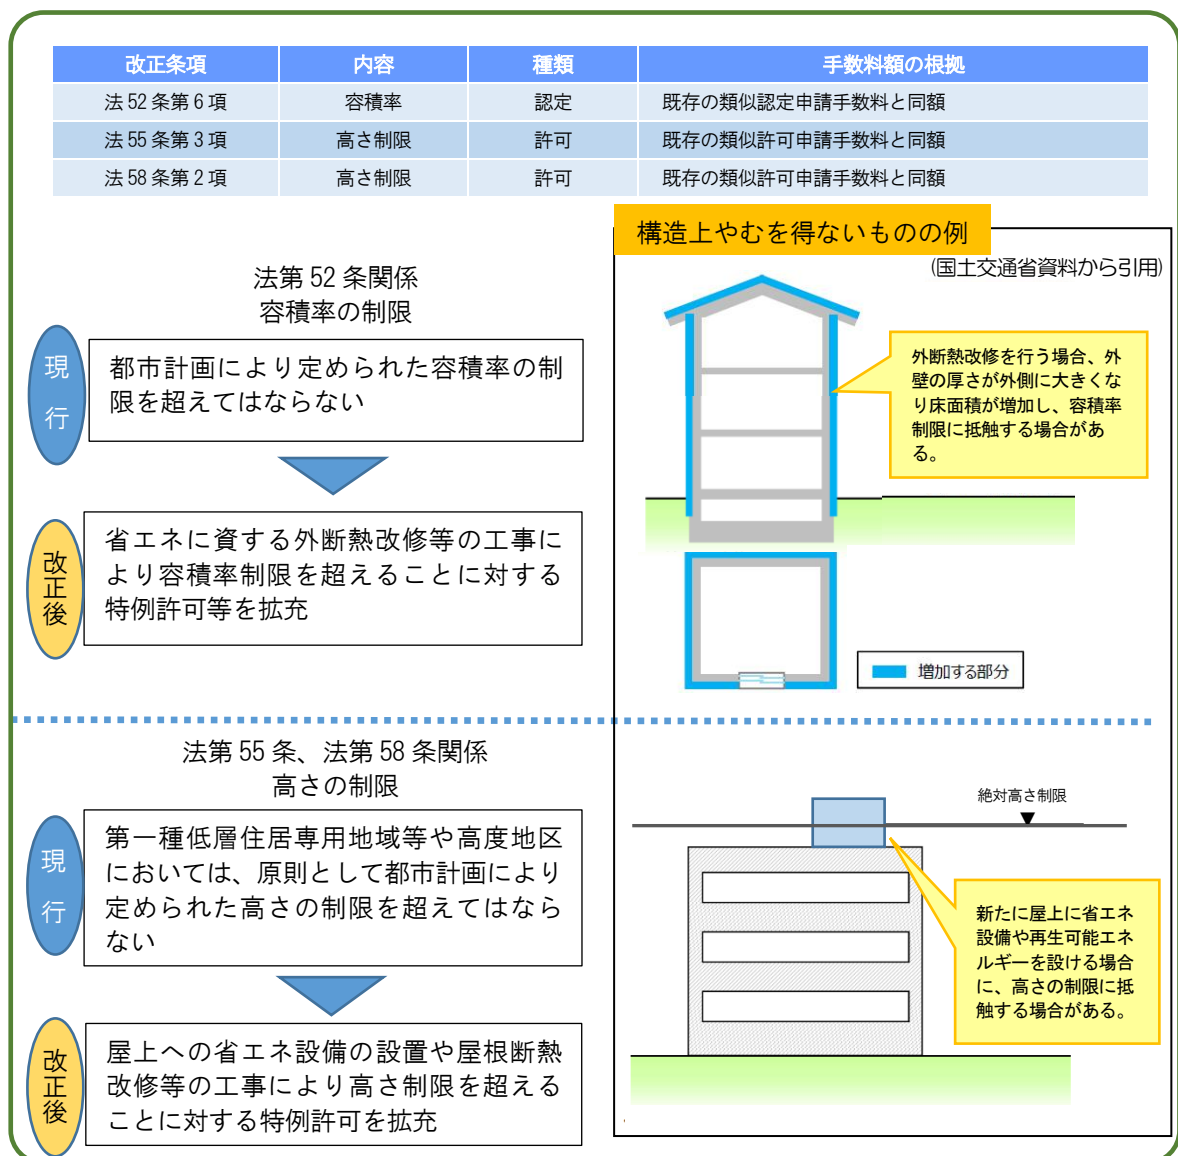 改正条項 内容 種類 手数料額の根拠
法52条第6項 容積率 認定 既存の類似認定申請手数料と同額
法55条第3項 高さ制限 許可 既存の類似許可申請手数料と同額
法58条第2項 高さ制限 許可 既存の類似許可申請手数料と同額
法第52条関係
容積率の制限
現行
都市計画により定められた容積率の制
限を超えてはならない
改正後
省エネに資する外断熱改修等の工事に
より容積率制限を超えることに対する
特例許可等を拡充
構造上やむを得ないものの例
(国土交通省資料から引用)
外断熱改修を行う場合、外
壁の厚さが外側に大きくな
り床面積が増加し、容積率
制限に抵触する場合があ
る。
増加する部分
法第55条、法第58条関係
高さの制限
現行
第一種低層住居専用地域等や高度地区
においては、原則として都市計画により
定められた高さの制限を超えてはなら
ない
改正後
屋上への省エネ設備の設置や屋根断熱
改修等の工事により高さ制限を超える
ことに対する特例許可を拡充
絶対高さ制限
新たに屋上に省エネ
設備や再生可能エネ
ルギーを設ける場合
に、高さの制限に抵
触する場合がある。